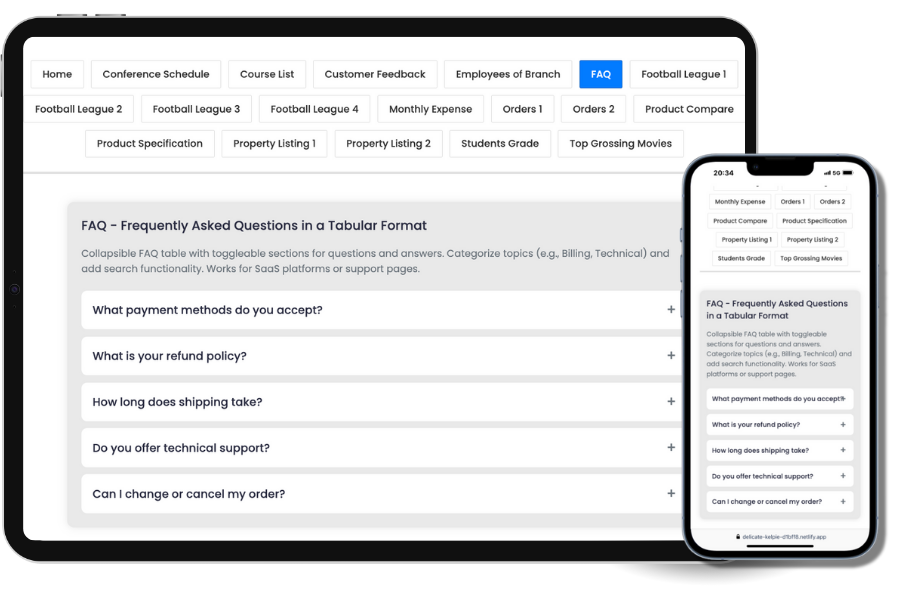 Home Conference Schedule Course List Customer Feedback Employees of Branch FAQ Football League 1
Football League 2 Football League 3 Football League 4 Monthly Expense Orders 1 Orders 2 Product Compare
Product Specification Property Listing 1 Property Listing 2 Students Grade Top Grossing Movies
FAQ - Frequently Asked Questions in a Tabular Format
Collapsible FAQ table with toggleable sections for questions and answers. Categorize topics (e.g., Billing, Technical) and
add search functionality. Works for SaaS platforms or support pages.
What payment methods do you accept? +
What is your refund policy? +
How long does shipping take? +
Do you offer technical support? +
Can I change or cancel my order? +
20:34 5G
Monthly Expense Orders 1 Orders 2
Product Compare Product Specification
Property Listing 1 Property Listing 2
Students Grade Top Grossing Movies
FAQ - Frequently Asked Questions
in a Tabular Format
Collapsible FAQ table with toggleable
sections for questions and answers.
Categorize topics (e.g., Billing, Technical) and
add search functionality. Works for SaaS
platforms or support pages.
What payment methods do you accept? +
What is your refund policy? +
How long does shipping take? +
Do you offer technical support? +
Can I change or cancel my order? +